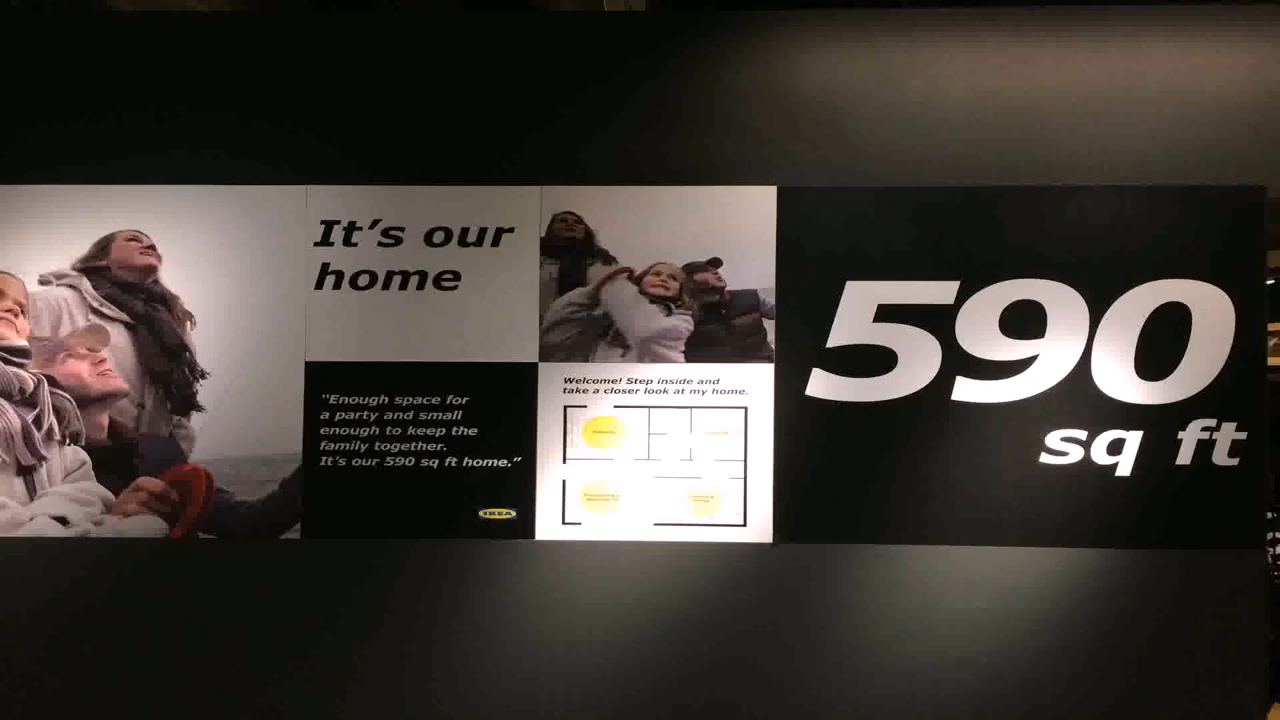 It's our
home
"Enough space for
a party and small
enough to keep the
family together.
It's our 590 sq ft home."
IKEA
Welcome! Step inside and
take a closer look at my home.
590
sq ft